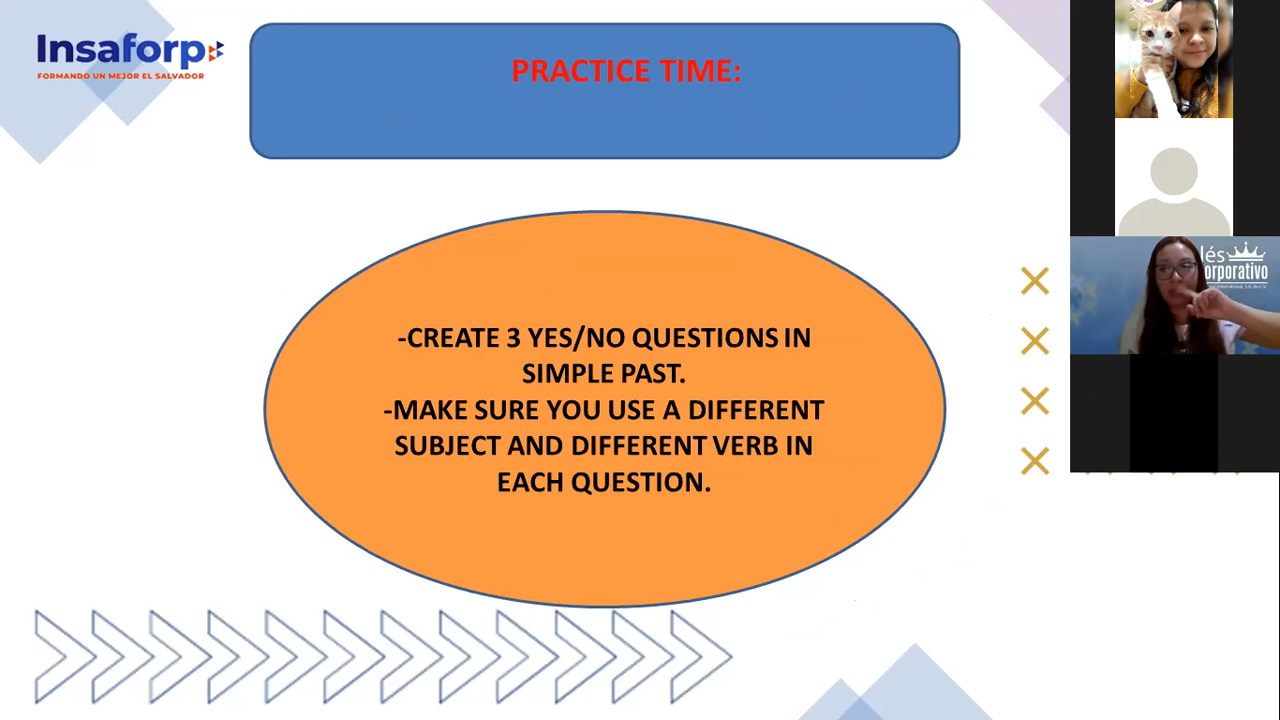 Insaforp
FORMANDO UN MEJOR EL SALVADOR
PRACTICE TIME:
-CREATE 3 YES/NO QUESTIONS IN
SIMPLE PAST.
-MAKE SURE YOU USE A DIFFERENT
SUBJECT AND DIFFERENT VERB IN
EACH QUESTION.
lés
orporativo